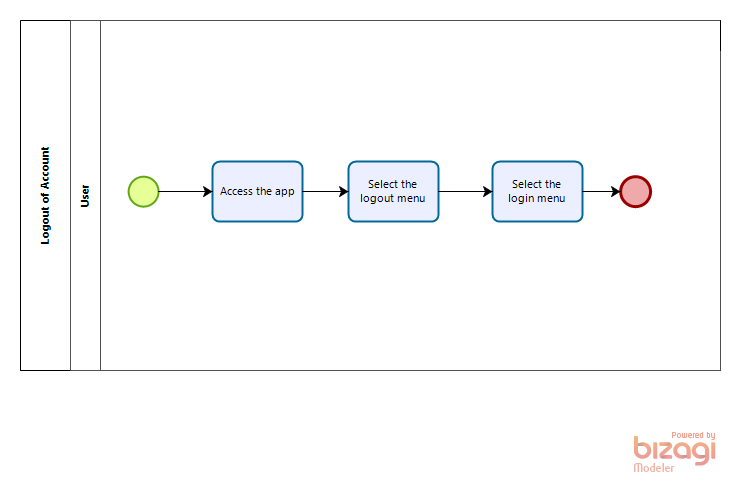 Logout of Account
User
Access the app
Select the
logout menu
Select the
login menu
Powered by
bizagi
Modeler